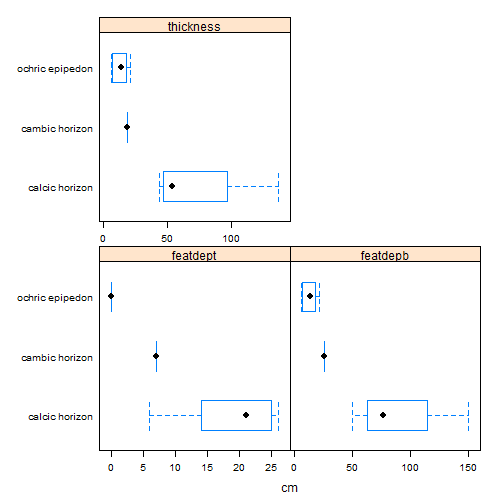 thickness
ochric epipedon
cambic horizon
calcic horizon
0 50 100
featdept featdepb
ochric epipedon
cambic horizon
calcic horizon
0 5 10 15 20 25 0 50 100 150
cm